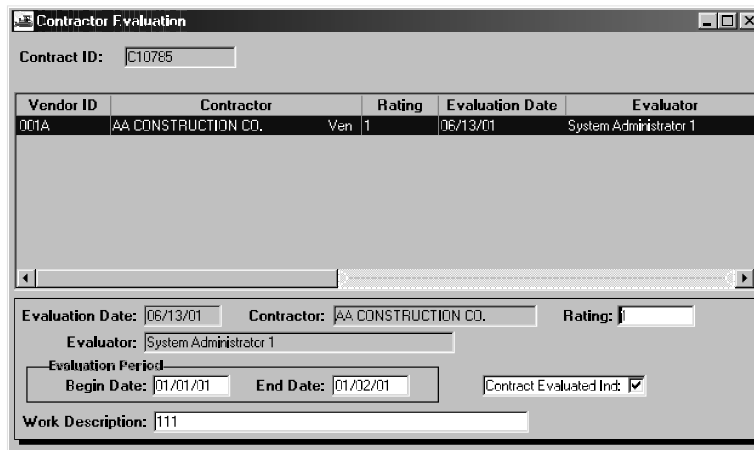 Contractor Evaluation
Contract ID: C10785
Vendor ID Contractor Rating Evaluation Date Evaluator
001A AA CONSTRUCTION CO. Ven 1 06/13/01 System Administrator 1
Evaluation Date: 06/13/01 Contractor: AA CONSTRUCTION CO. Rating: 1
Evaluator: System Administrator 1
Evaluation Period
Begin Date: 01/01/01 End Date: 01/02/01 Contract Evaluated Ind:
Work Description: 111